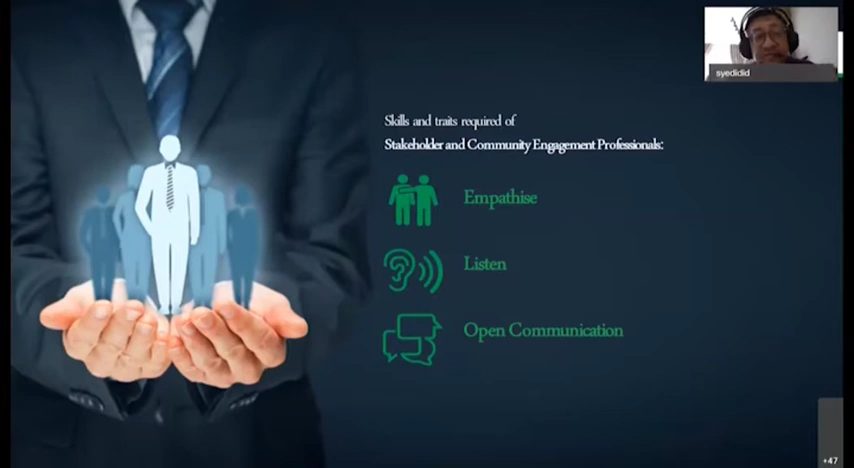 syedidid
Skills and traits required of
Stakeholder and Community Engagement Professionals:
Empathise
Listen
Open Communication
+47